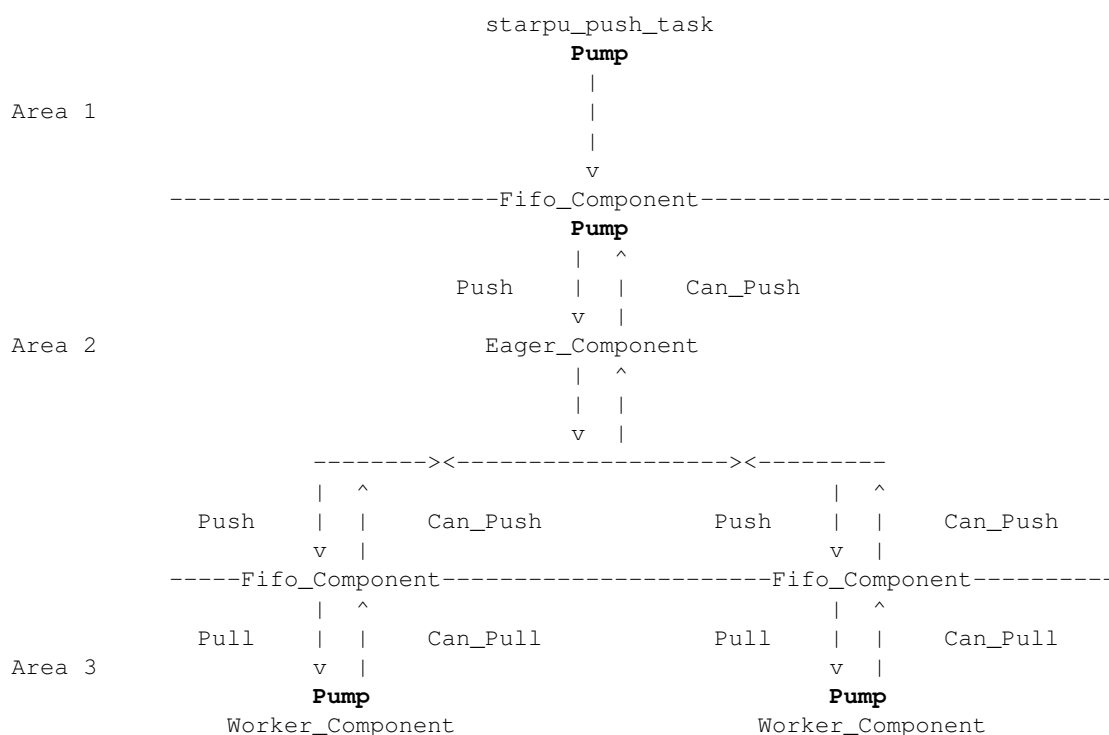 starpu_push_task
Pump
|
Area 1 |
|
v
-----------------------Fifo_Component-----------------------------
Pump
| ^
Push | | Can_Push
v |
Area 2 Eager_Component
| ^
| |
v |
--------><-------------------><---------
| ^ | ^
Push | | Can_Push Push | | Can_Push
v | v |
-----Fifo_Component-----------------------Fifo_Component----------
| ^ | ^
Pull | | Can_Pull Pull | | Can_Pull
Area 3 v | v |
Pump Pump
Worker_Component Worker_Component